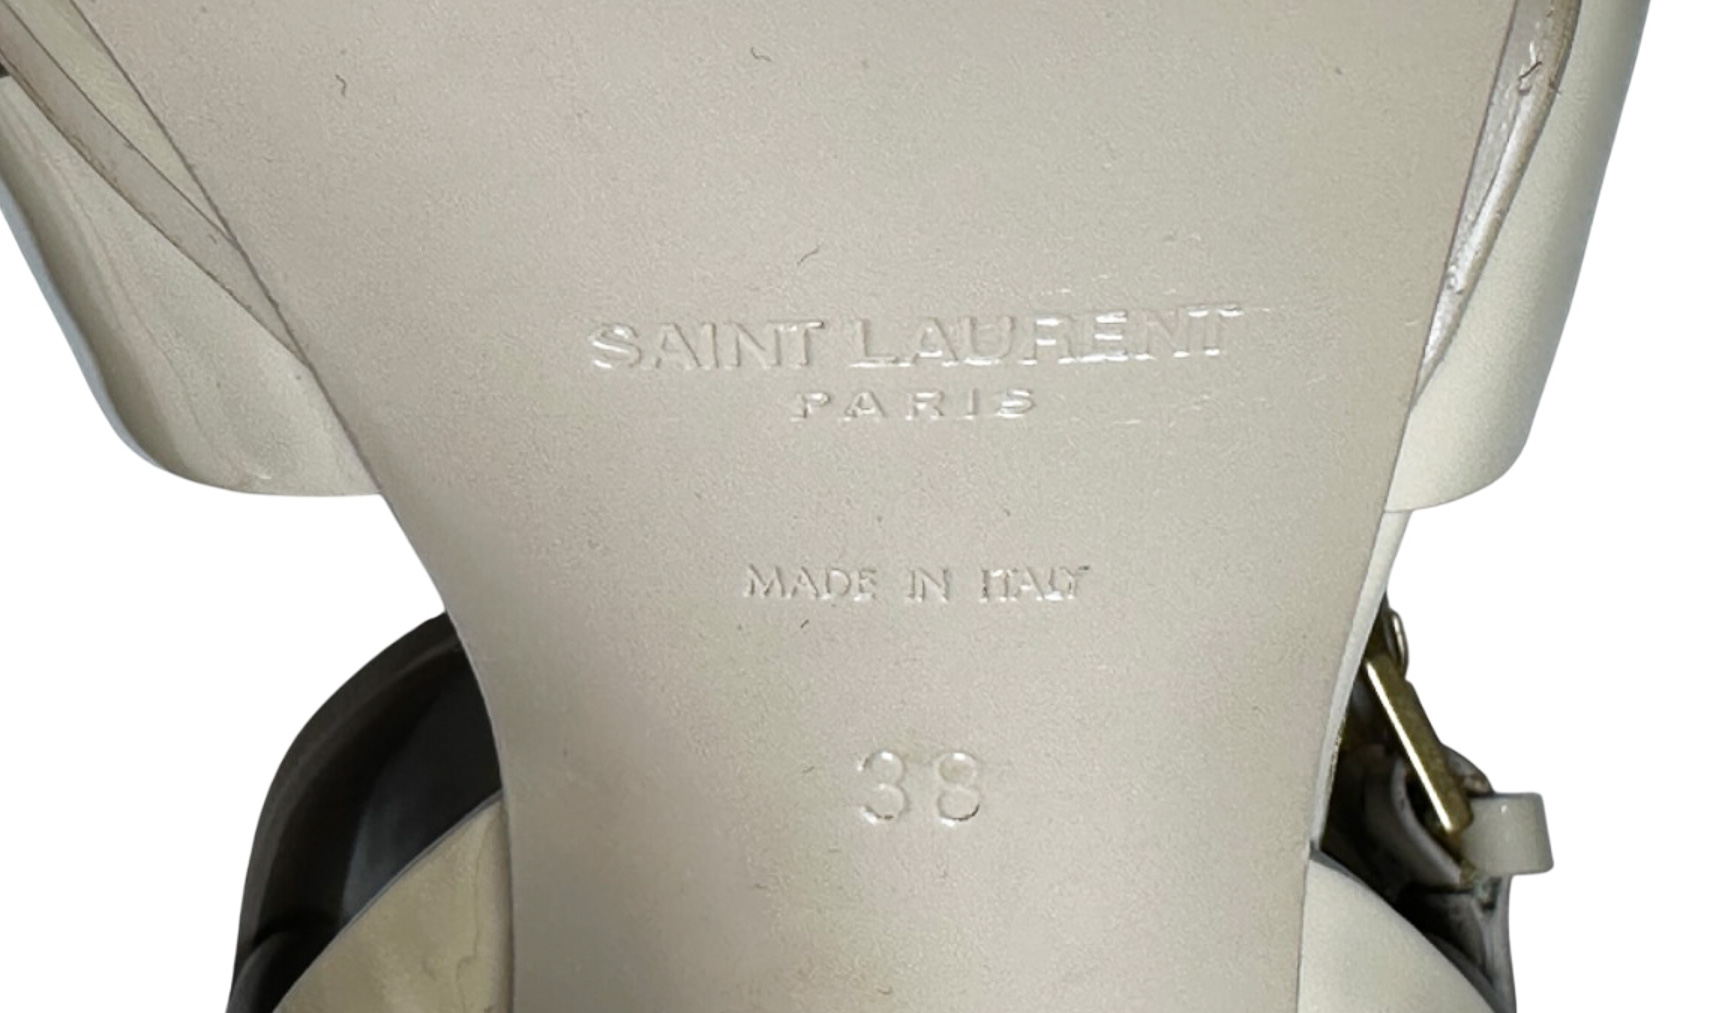 SAINT LAURENT
PARIS
MADE IN ITALY
38